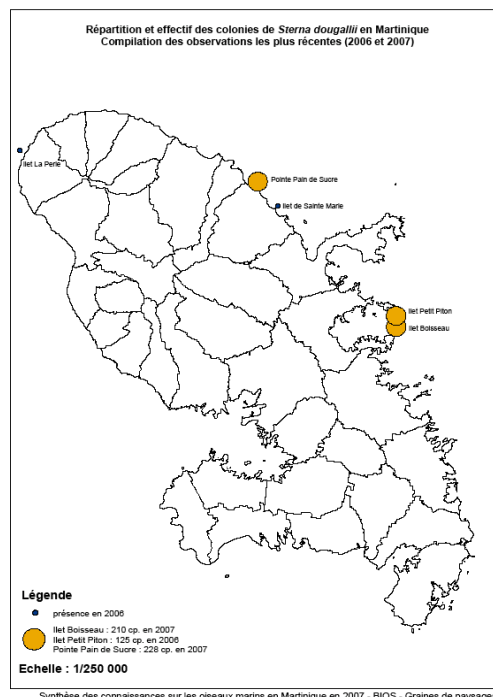 Répartition et effectif des colonies de Sterna dougallii en Martinique
Compilation des observations les plus récentes (2006 et 2007)
Ilet La Perle
Pointe Pain de Sucre
Ilet de Sainte Marie
Ilet Petit Piton
Ilet Boisseau
Légende
présence en 2006
Ilet Boisseau : 210 cp. en 2007
Ilet Petit Piton : 125 cp. en 2006
Pointe Pain de Sucre : 228 cp. en 2007
Echelle : 1/250 000
Synthèse des connaissances sur les oiseaux marins en Martinique en 2007 - BIOS - Graines de paysages